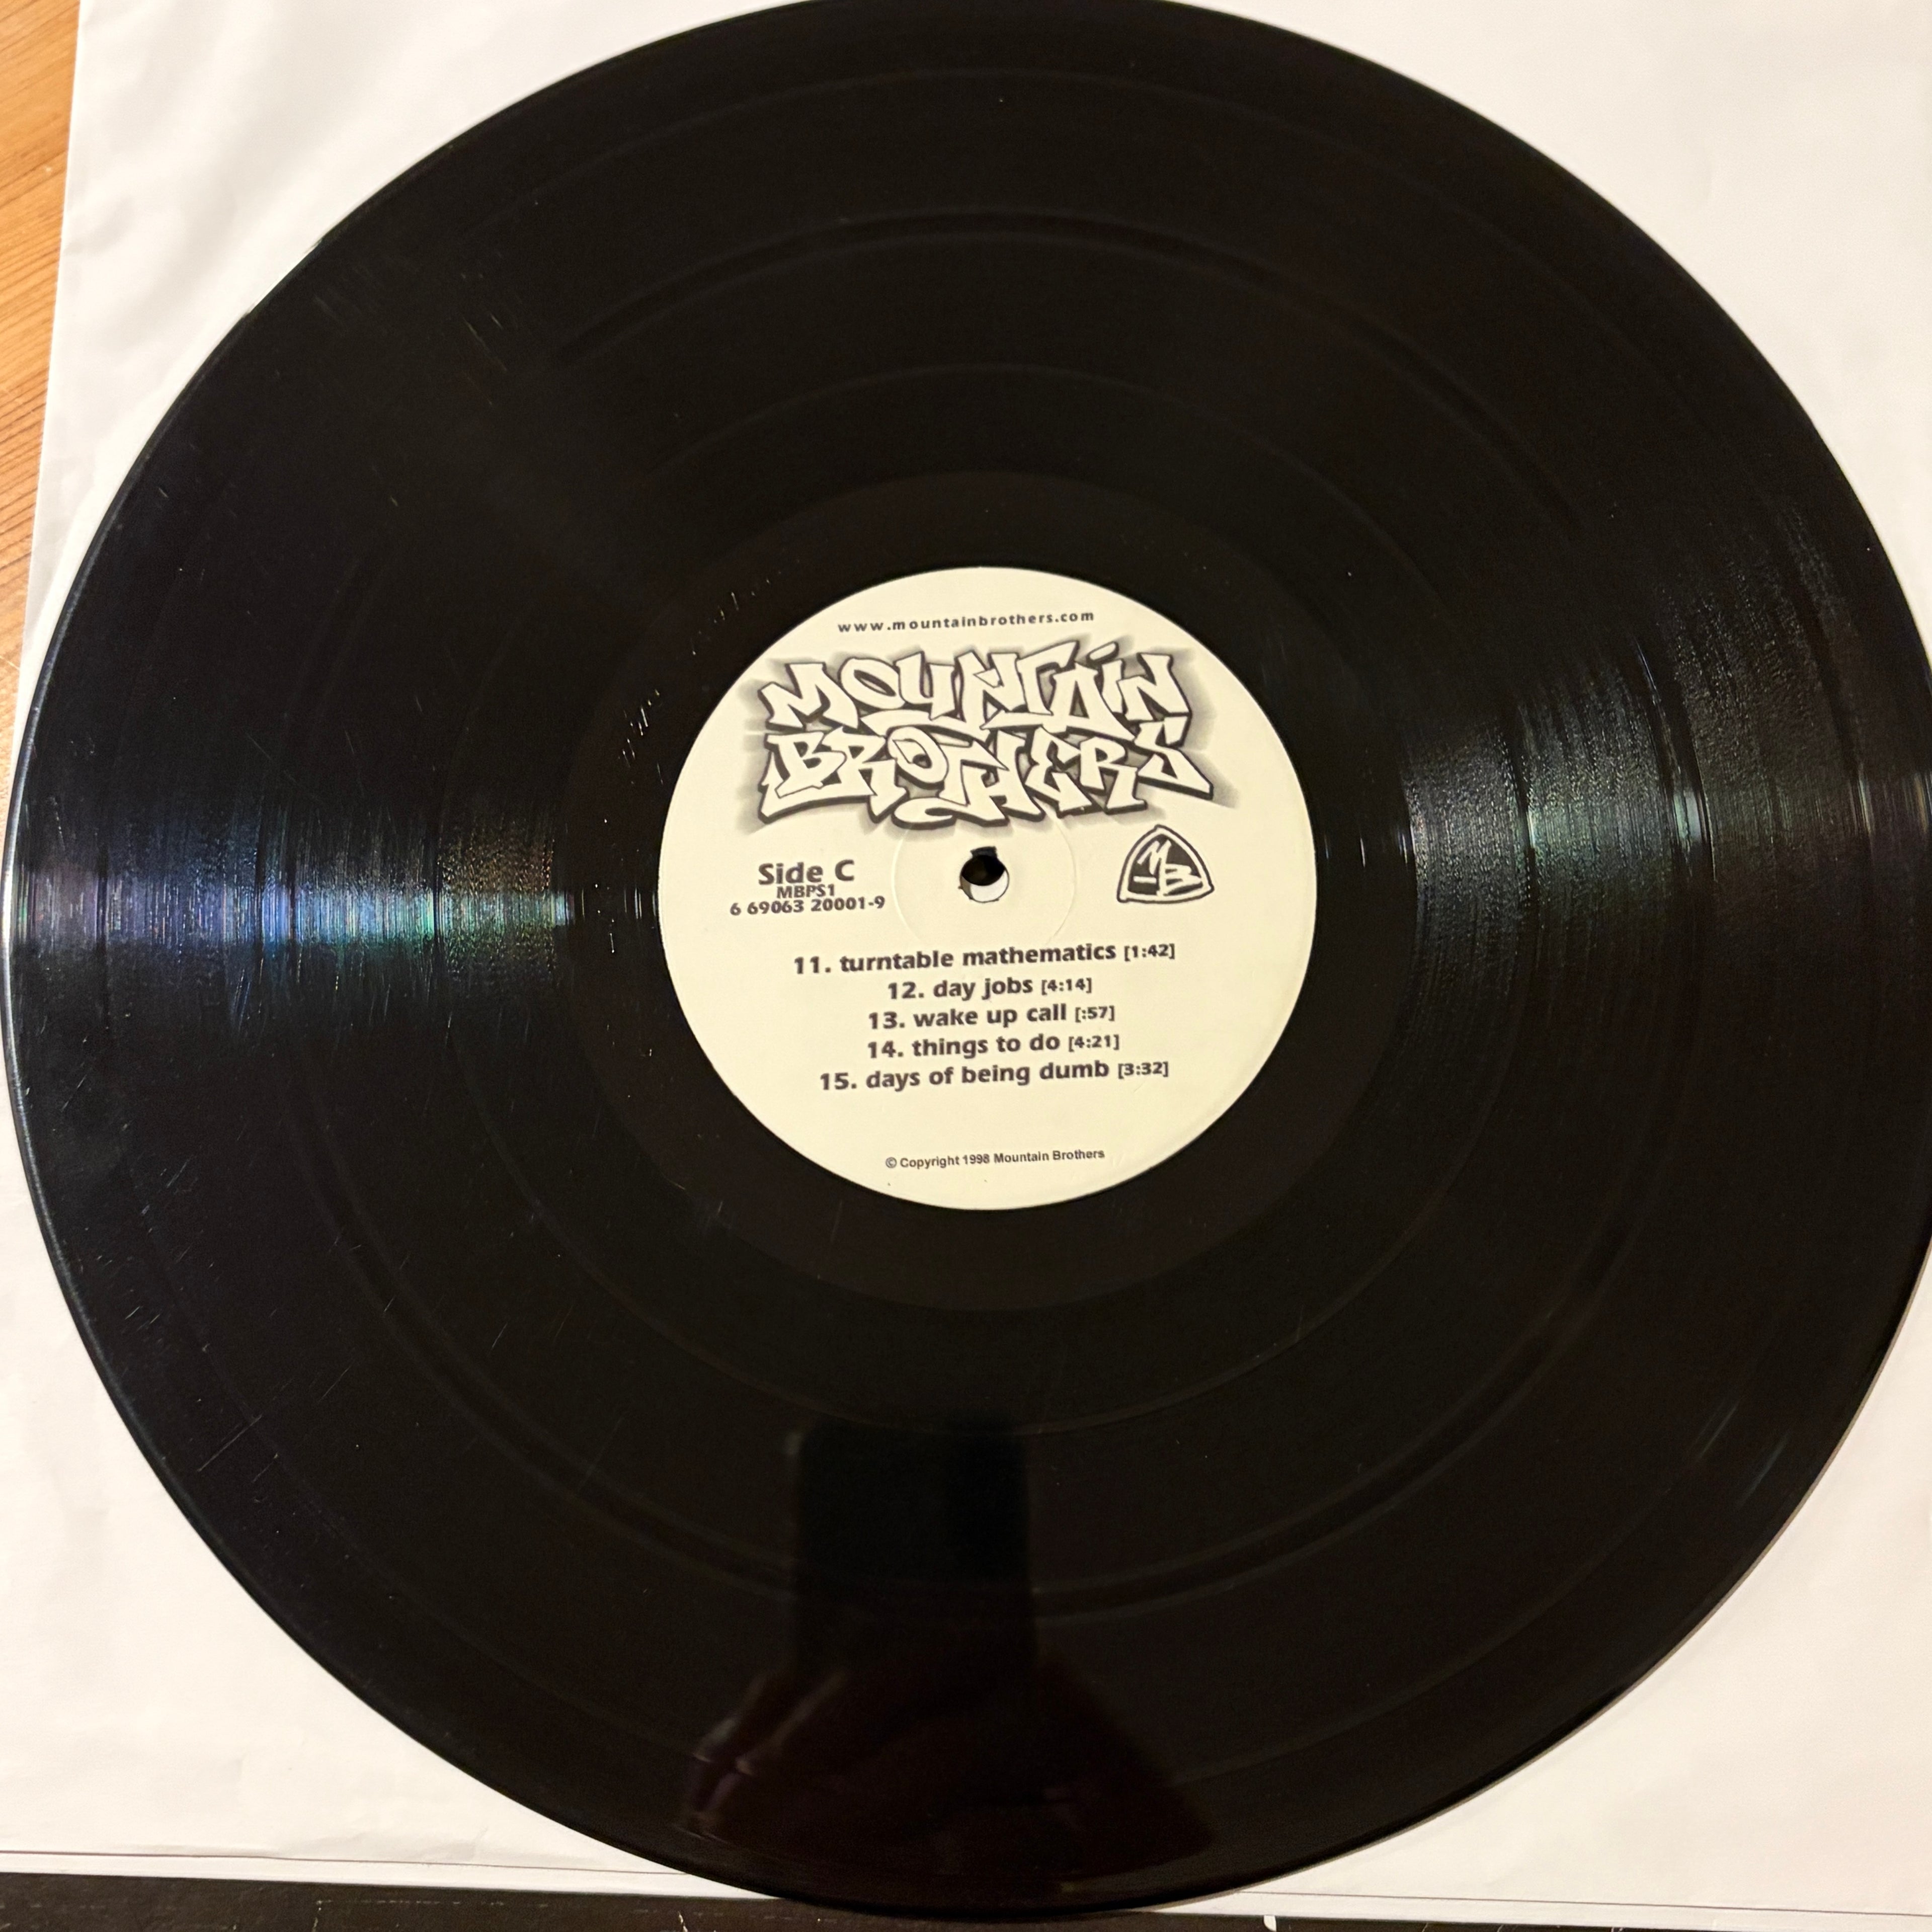 www.mountainbrothers.com
MOUNTAIN
BROTHERS
Side C
MBPS1
6 69063 20001-9
MB
11. turntable mathematics [1:42]
12. day jobs [4:14]
13. wake up call [:57]
14. things to do [4:21]
15. days of being dumb [3:32]
© Copyright 1998 Mountain Brothers